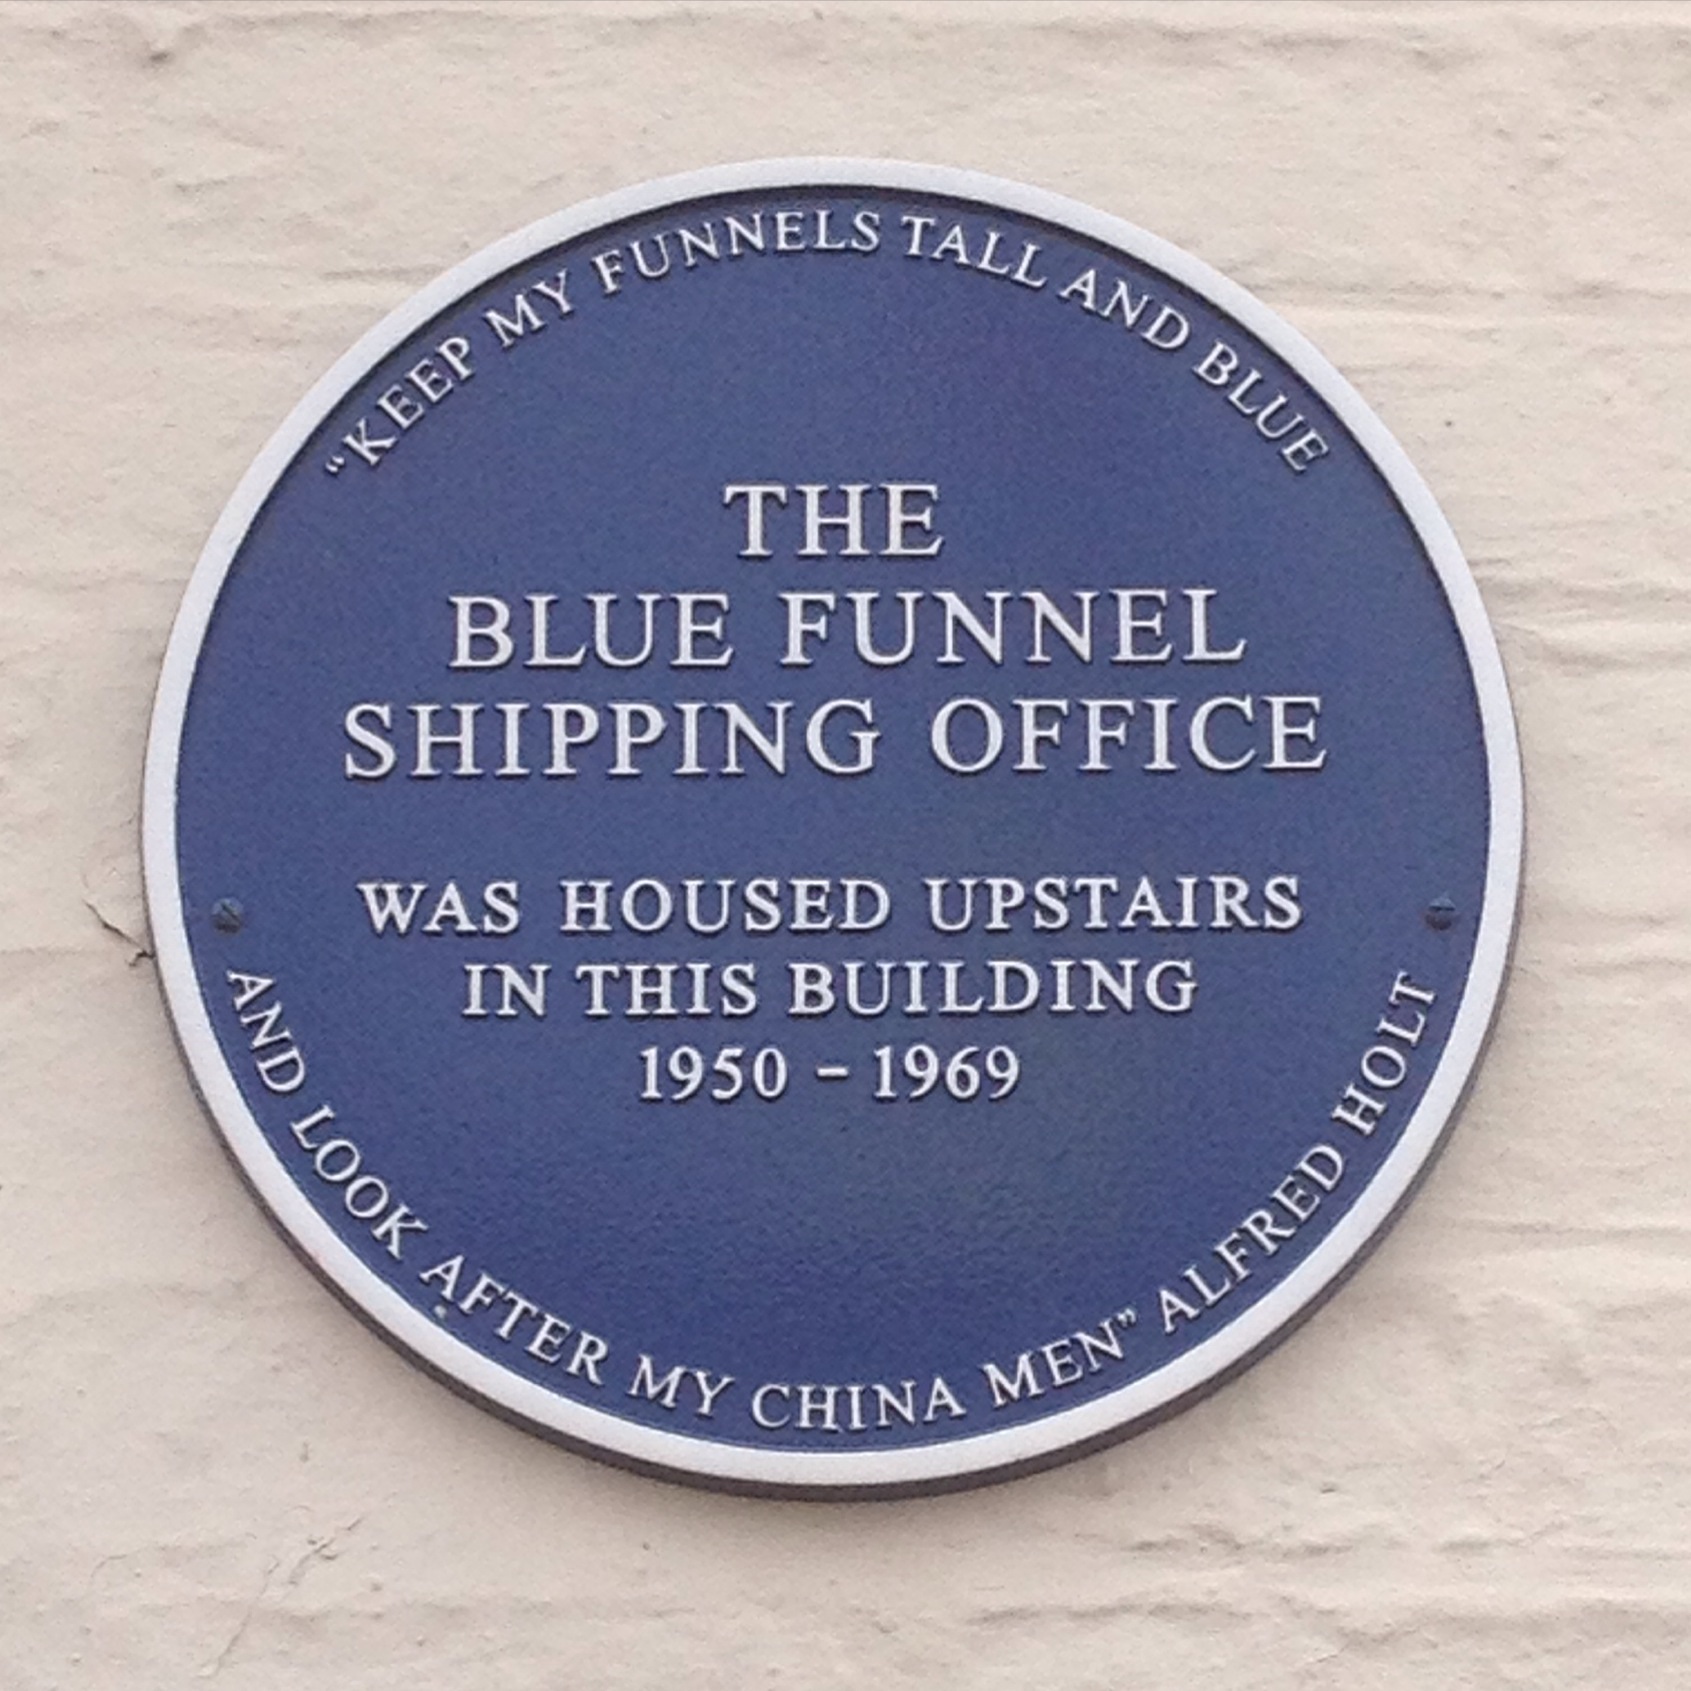 "KEEP MY FUNNELS TALL AND BLUE
THE
BLUE FUNNEL
SHIPPING OFFICE
WAS HOUSED UPSTAIRS
IN THIS BUILDING
1950 - 1969
AND LOOK AFTER MY CHINA MEN" ALFRED HOLT